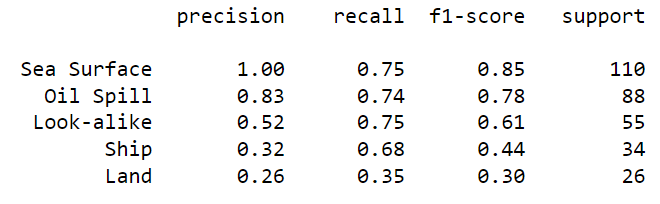 precision recall f1-score support
Sea Surface 1.00 0.75 0.85 110
Oil Spill 0.83 0.74 0.78 88
Look-alike 0.52 0.75 0.61 55
Ship 0.32 0.68 0.44 34
Land 0.26 0.35 0.30 26